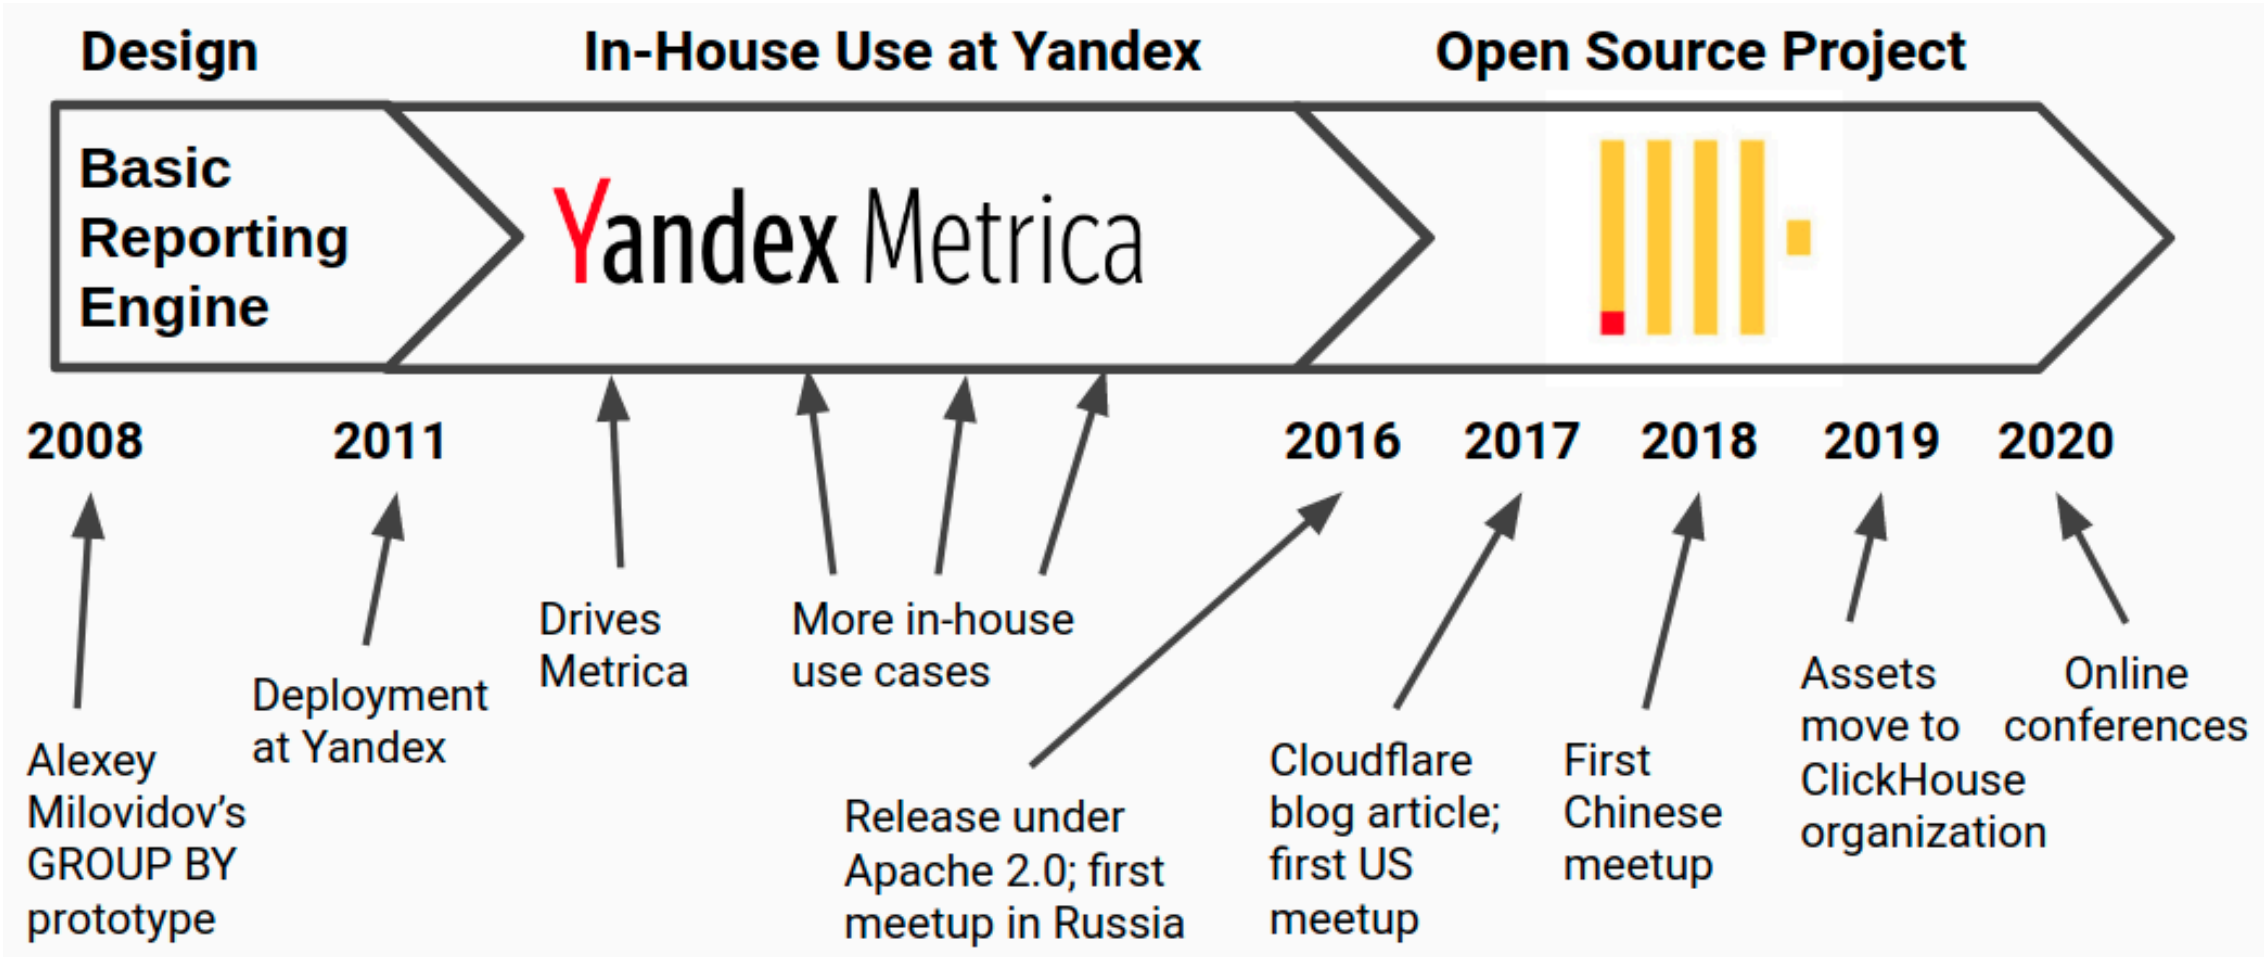 Design
In-House Use at Yandex
Open Source Project
Basic
Reporting
Engine
Yandex Metrica
2008
2011
2016
2017
2018
2019
2020
Alexey
Milovidov’s
GROUP BY
prototype
Deployment
at Yandex
Drives
Metrica
More in-house
use cases
Release under
Apache 2.0; first
meetup in Russia
Cloudflare
blog article;
first US
meetup
First
Chinese
meetup
Assets
move to
ClickHouse
organization
Online
conferences